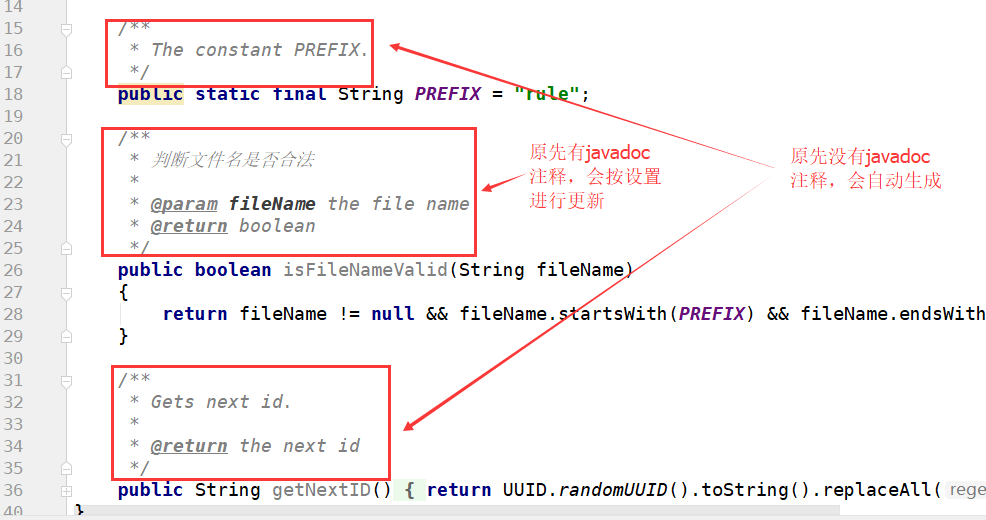 14
15 /**
16 * The constant PREFIX.
17 */
18 public static final String PREFIX = "rule";
19
20 /**
21 * 判断文件名是否合法
22 *
23 * @param fileName the file name
24 * @return boolean
25 */
26 public boolean isFileNameValid(String fileName)
27 {
28 return fileName != null && fileName.startsWith(PREFIX) && fileName.endsWith
29 }
30
31 /**
32 * Gets next id.
33 *
34 * @return the next id
35 */
36 public String getNextID() { return UUID.randomUUID().toString().replaceAll( rege
40 }
原先有javadoc
注释，会按设置
进行更新
原先没有javadoc
注释，会自动生成